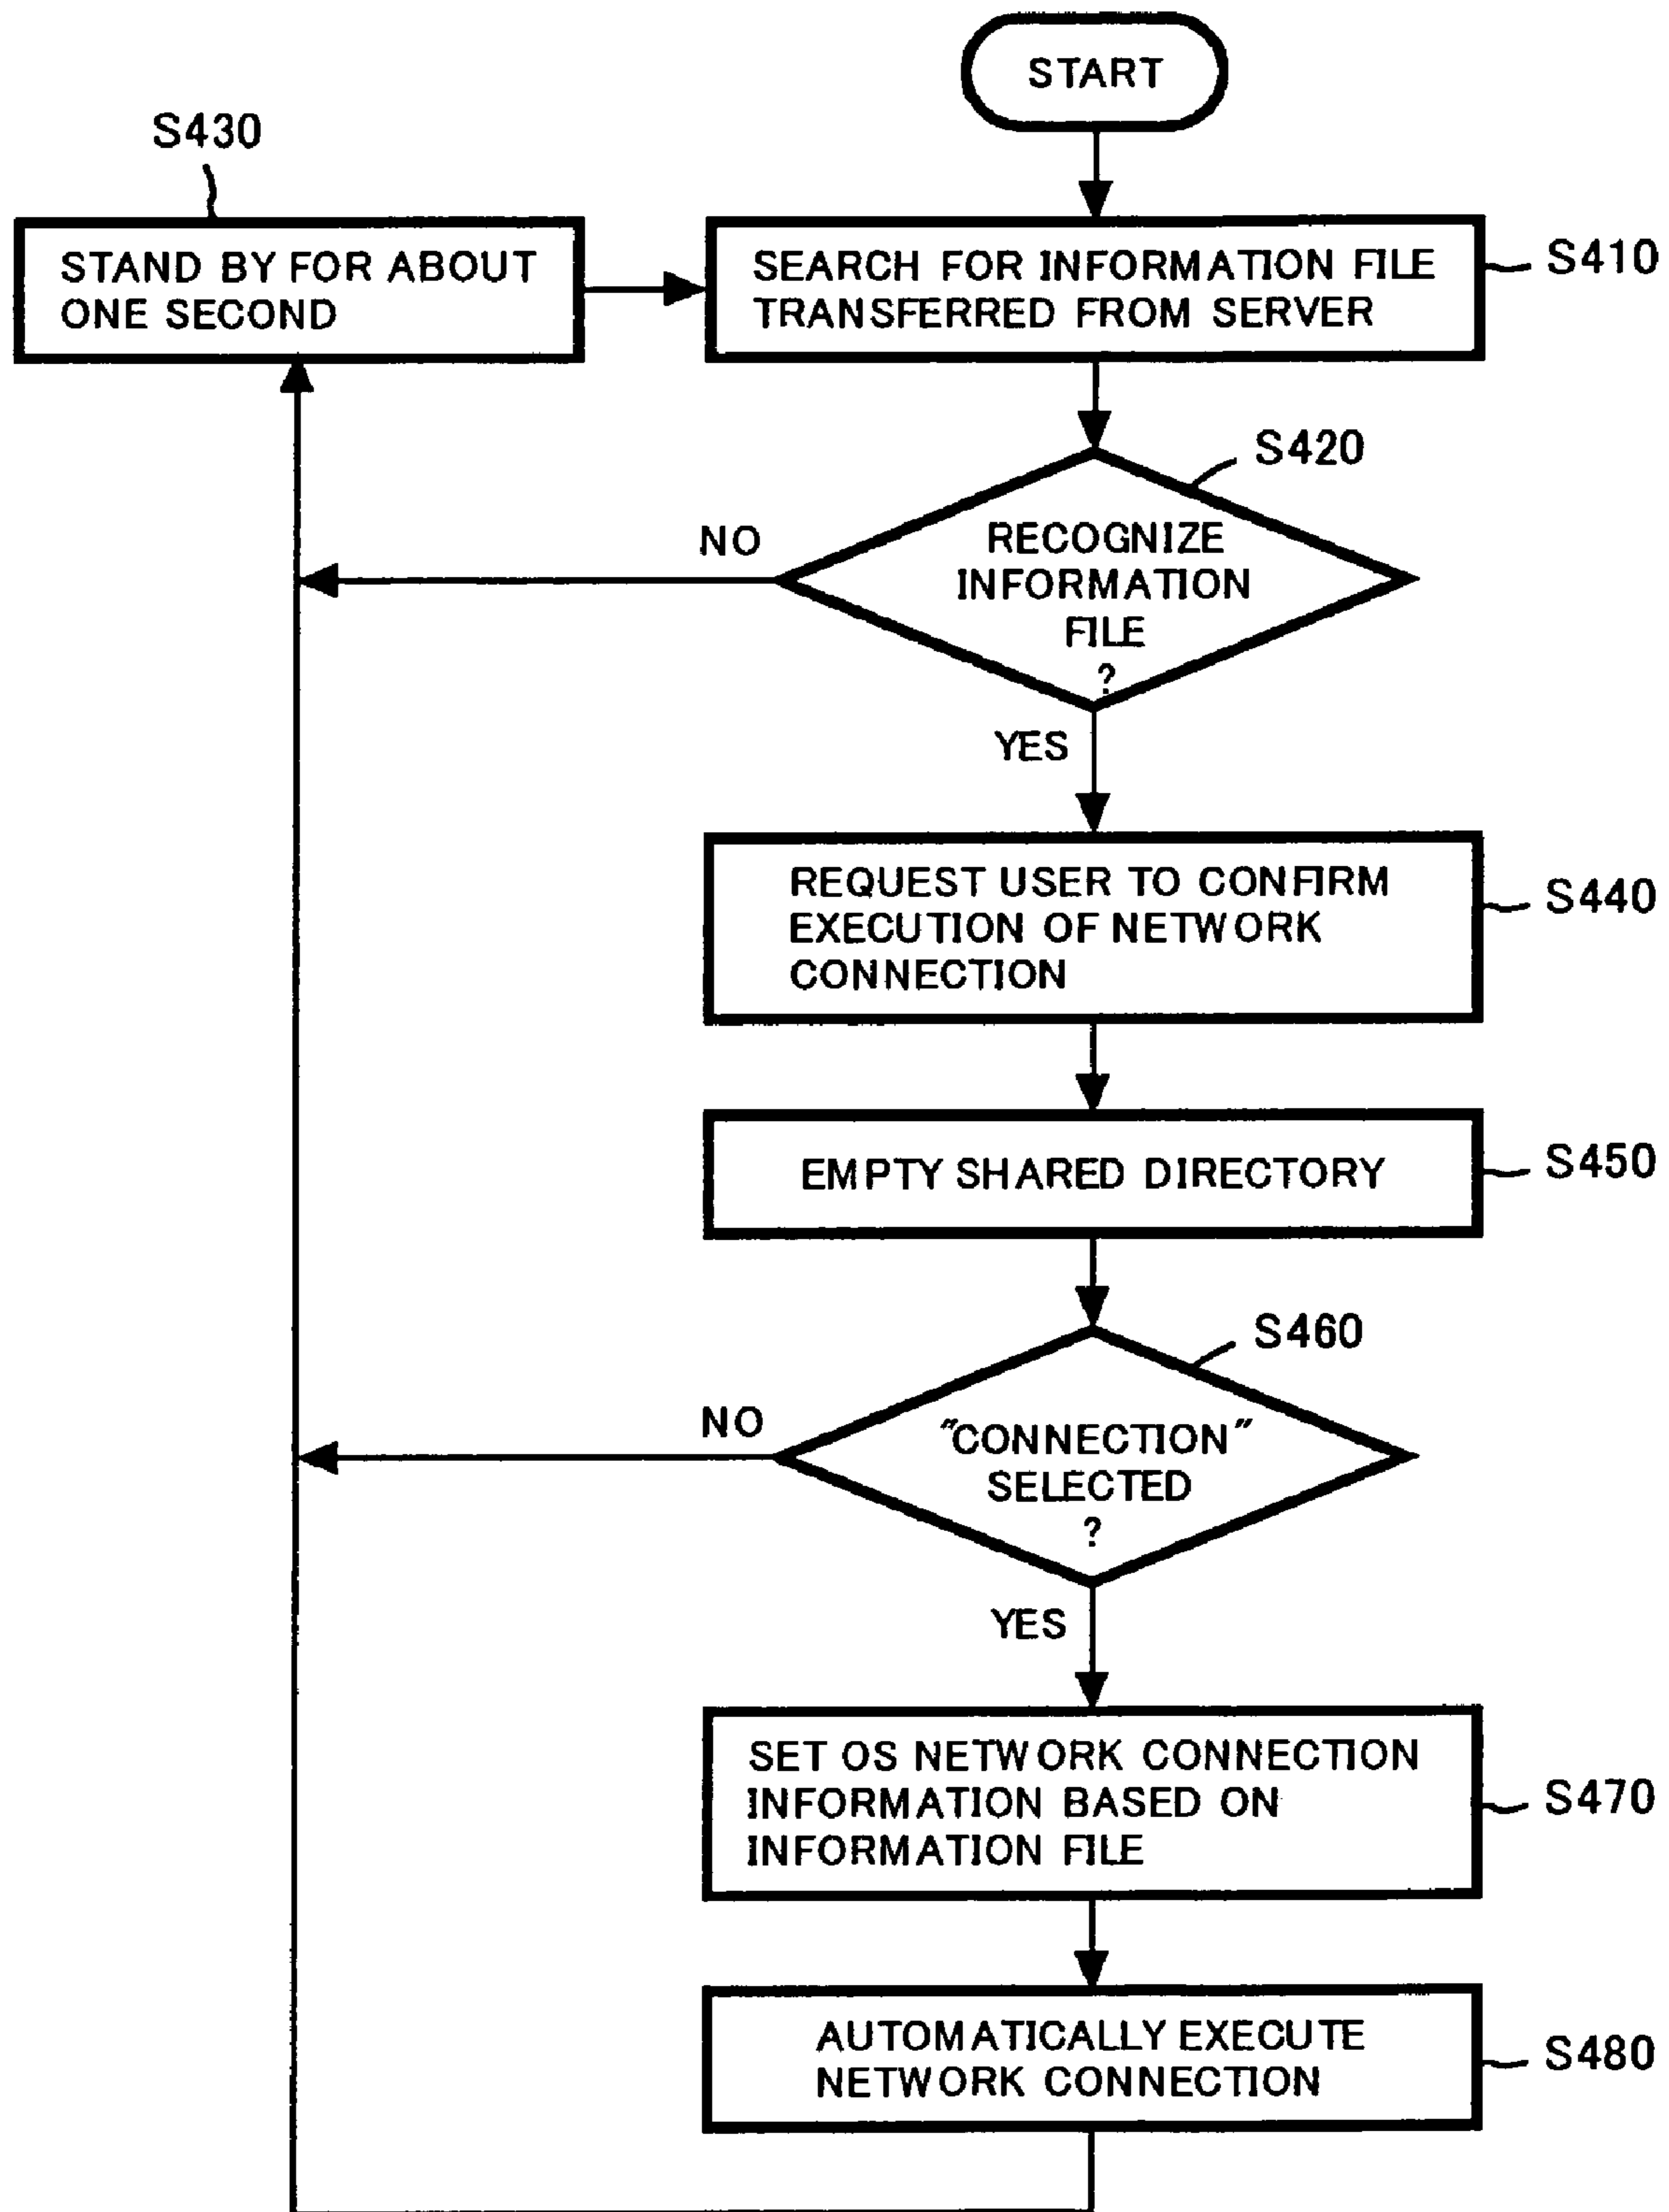 START
S430
STAND BY FOR ABOUT
ONE SECOND
SEARCH FOR INFORMATION FILE
TRANSFERRED FROM SERVER
S410
S420
RECOGNIZE
INFORMATION
FILE
?
NO
YES
REQUEST USER TO CONFIRM
EXECUTION OF NETWORK
CONNECTION
S440
EMPTY SHARED DIRECTORY
S450
S460
"CONNECTION"
SELECTED
?
NO
YES
SET OS NETWORK CONNECTION
INFORMATION BASED ON
INFORMATION FILE
S470
AUTOMATICALLY EXECUTE
NETWORK CONNECTION
S480